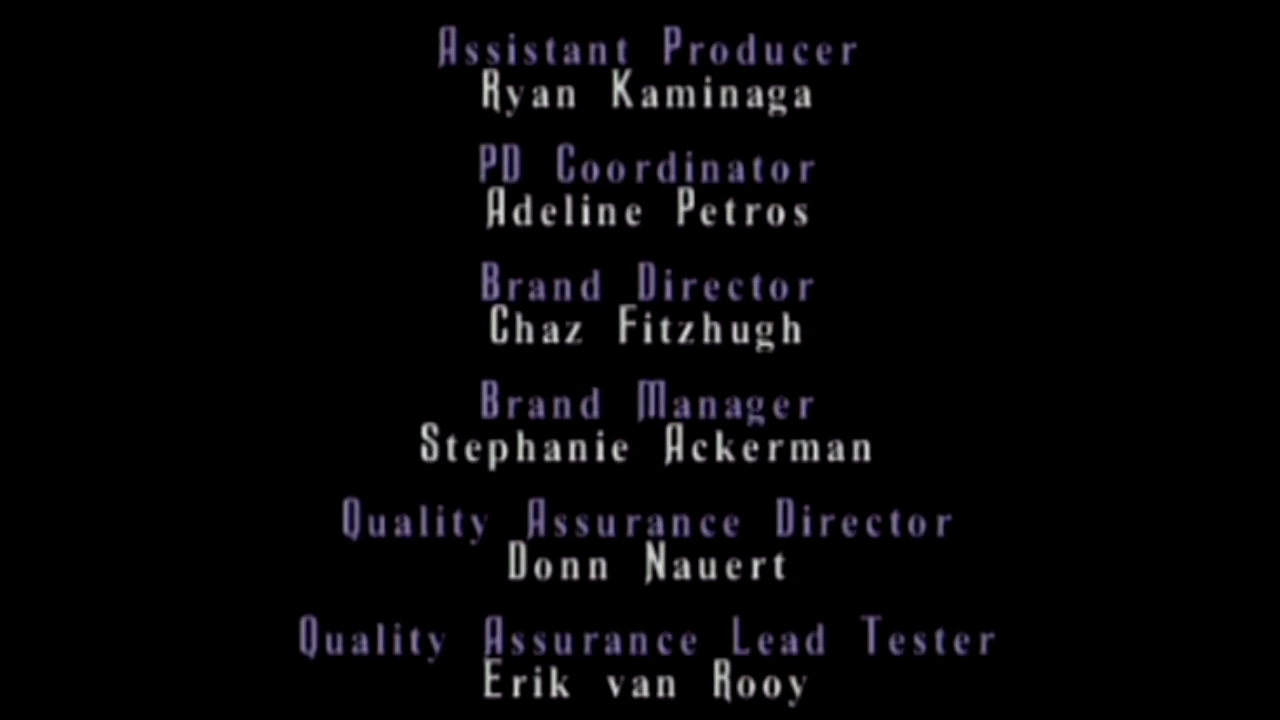 Assistant Producer
Ryan Kaminaga
PD Coordinator
Adeline Petros
Brand Director
Chaz Fitzhugh
Brand Manager
Stephanie Ackerman
Quality Assurance Director
Donn Nauert
Quality Assurance Lead Tester
Erik van Rooy